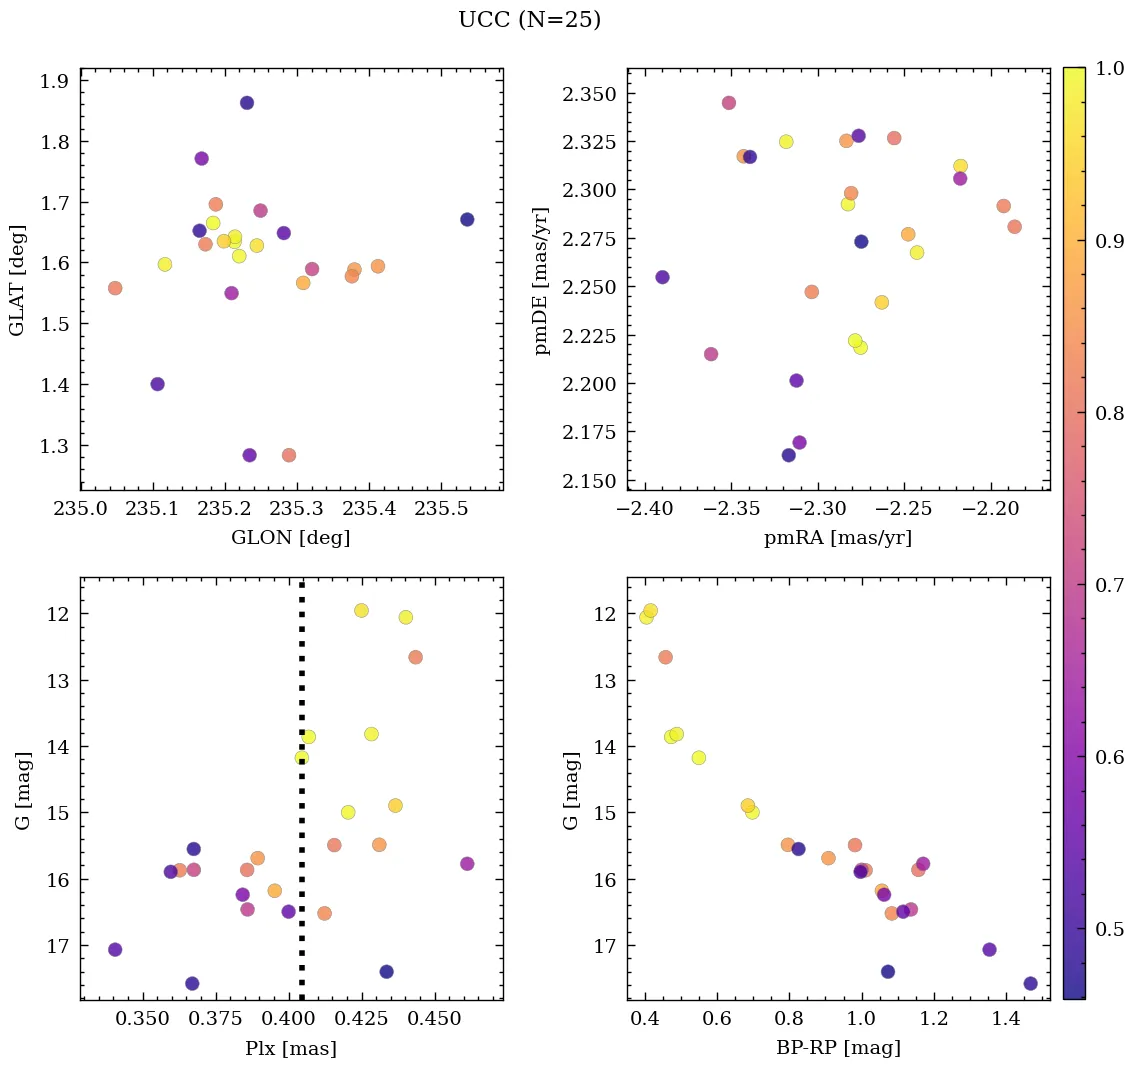 UCC (N=25)
1.9
1.8
1.7
1.6
1.5
1.4
1.3
GLAT [deg]
235.0 235.1 235.2 235.3 235.4 235.5
GLON [deg]
2.350
2.325
2.300
2.275
2.250
2.225
2.200
2.175
2.150
pmDE [mas/yr]
−2.40 −2.35 −2.30 −2.25 −2.20
pmRA [mas/yr]
12
13
14
15
16
17
G [mag]
0.350 0.375 0.400 0.425 0.450
Plx [mas]
12
13
14
15
16
17
G [mag]
0.4 0.6 0.8 1.0 1.2 1.4
BP-RP [mag]
1.0
0.9
0.8
0.7
0.6
0.5